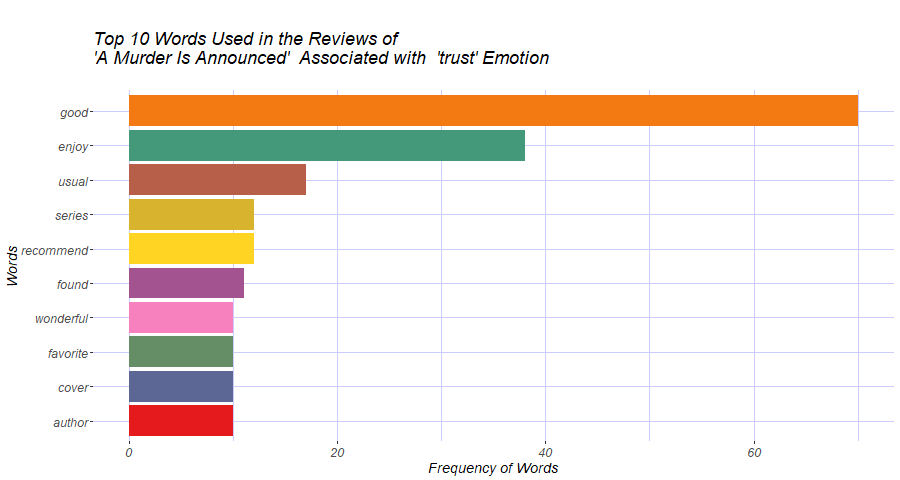 Top 10 Words Used in the Reviews of
'A Murder Is Announced'  Associated with  'trust' Emotion
good
enjoy
usual
series
recommend
found
wonderful
favorite
cover
author
Words
0 20 40 60
Frequency of Words